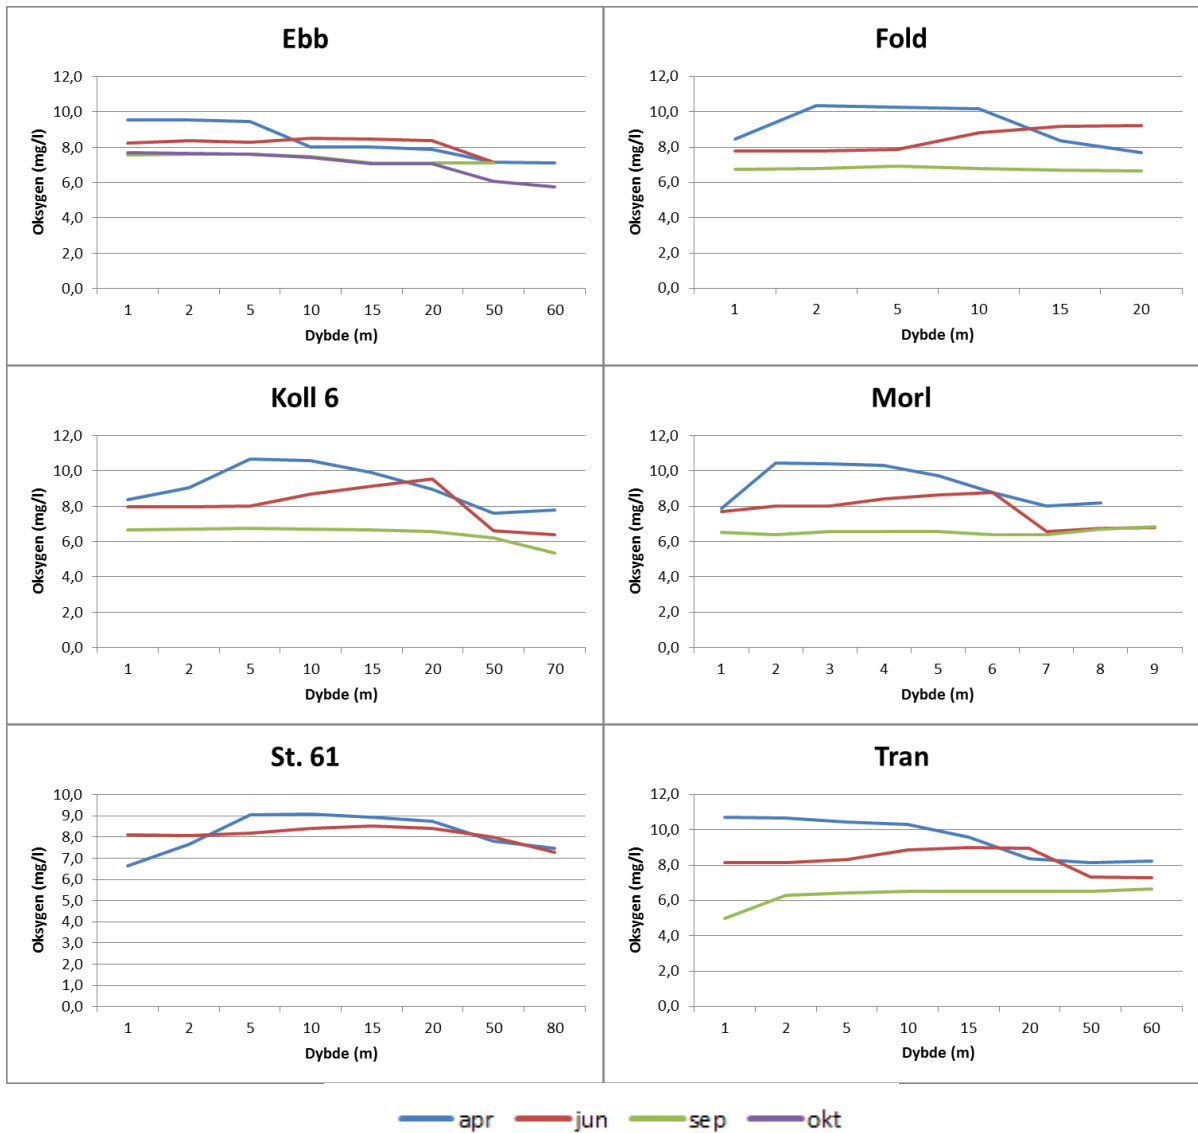 Ebb
12,0
10,0
8,0
6,0
4,0
2,0
0,0
Oksygen (mg/l)
1 2 5 10 15 20 50 60
Dybde (m)
Fold
12,0
10,0
8,0
6,0
4,0
2,0
0,0
Oksygen (mg/l)
1 2 5 10 15 20
Dybde (m)
Koll 6
12,0
10,0
8,0
6,0
4,0
2,0
0,0
Oksygen (mg/l)
1 2 5 10 15 20 50 70
Dybde (m)
Morl
12,0
10,0
8,0
6,0
4,0
2,0
0,0
Oksygen (mg/l)
1 2 3 4 5 6 7 8 9
Dybde (m)
St. 61
10,0
9,0
8,0
7,0
6,0
5,0
4,0
3,0
2,0
1,0
0,0
Oksygen (mg/l)
1 2 5 10 15 20 50 80
Dybde (m)
Tran
12,0
10,0
8,0
6,0
4,0
2,0
0,0
Oksygen (mg/l)
1 2 5 10 15 20 50 60
Dybde (m)
apr jun sep okt